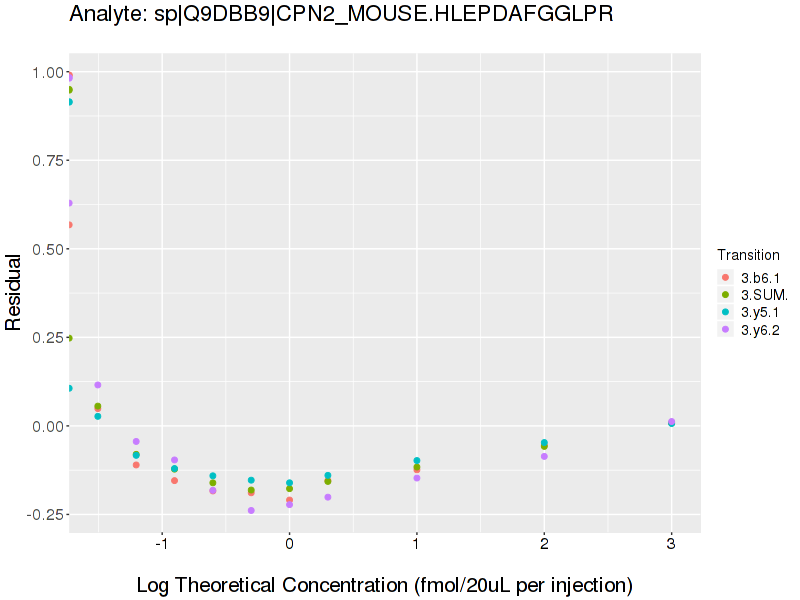 Analyte: sp|Q9DBB9|CPN2_MOUSE.HLEPDAFGGLPR
1.00
0.75
0.50
0.25
0.00
-0.25
Residual
-1
0
1
2
3
Log Theoretical Concentration (fmol/20uL per injection)
Transition
3.b6.1
3.SUM.
3.y5.1
3.y6.2